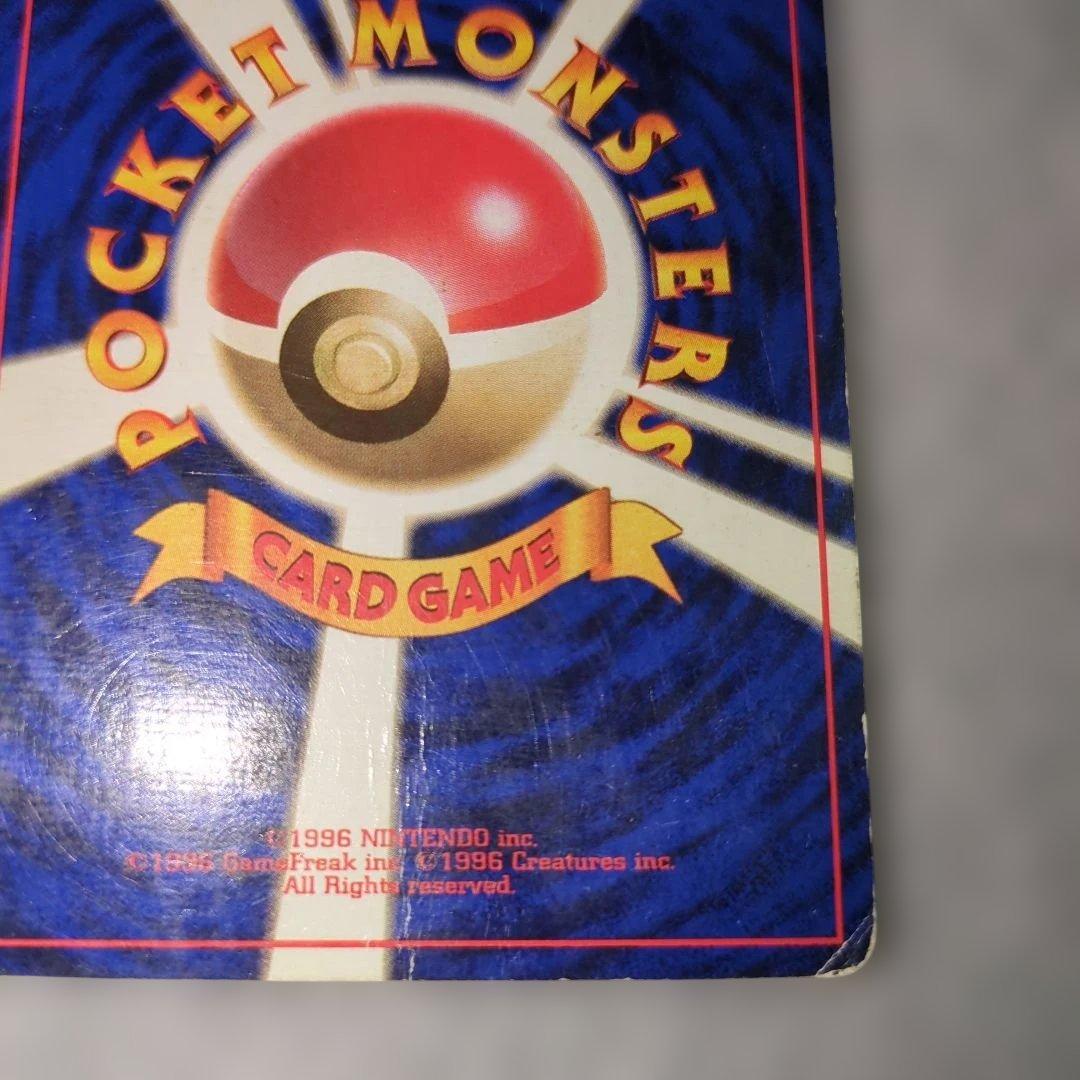 POCKET MONSTERS
CARD GAME
©1996 NINTENDO inc.
©1996 GameFreak inc. ©1996 Creatures inc.
All Rights reserved.